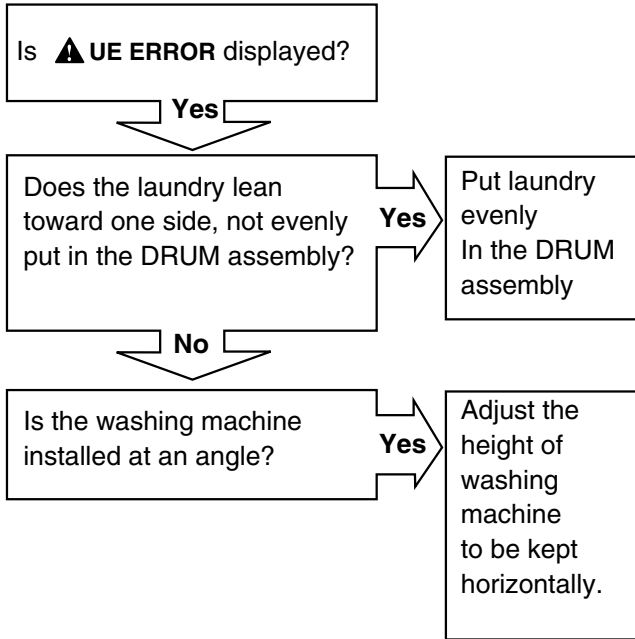 Is ⚠ UE ERROR displayed?
Yes
Does the laundry lean
toward one side, not evenly
put in the DRUM assembly?
Yes
Put laundry
evenly
In the DRUM
assembly
No
Is the washing machine
installed at an angle?
Yes
Adjust the
height of
washing
machine
to be kept
horizontally.